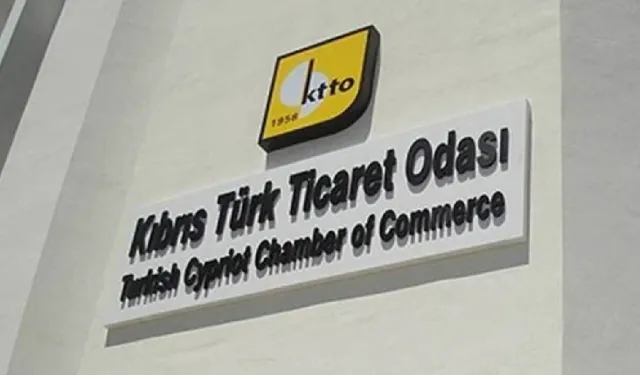 ktto
1958
Kıbrıs Türk Ticaret Odası
Turkish Cypriot Chamber of Commerce